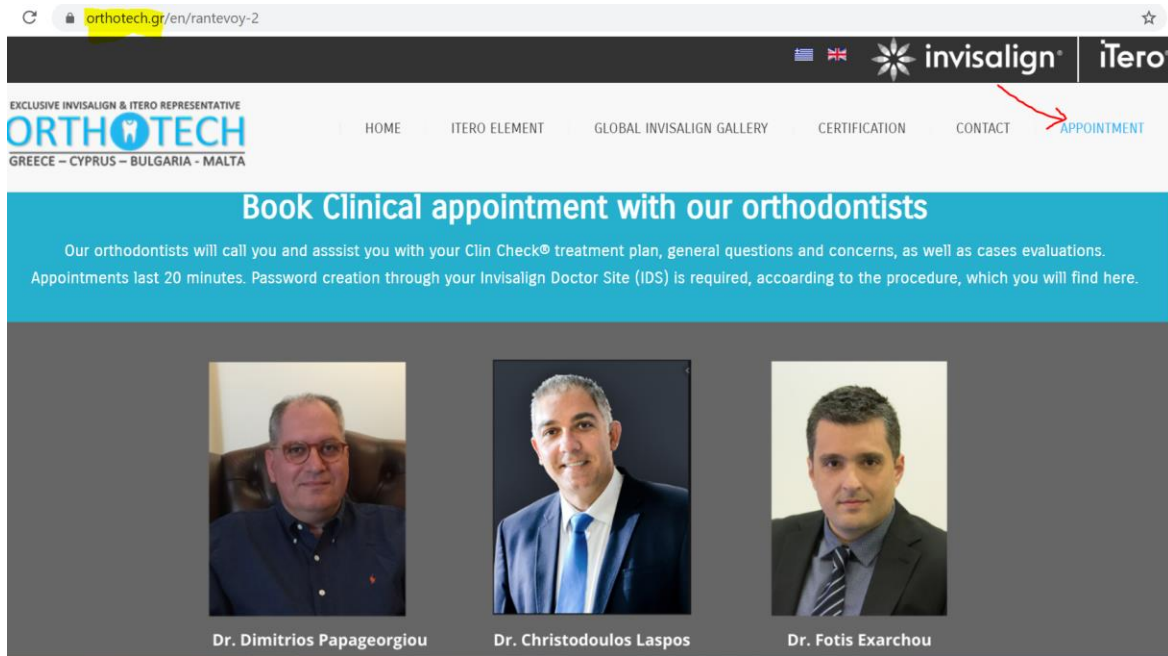 orthotech.gr/en/rantevoy-2
invisalign® iTero
EXCLUSIVE INVISALIGN & ITERO REPRESENTATIVE
ORTHOTECH
GREECE – CYPRUS – BULGARIA - MALTA
HOME ITERO ELEMENT GLOBAL INVISALIGN GALLERY CERTIFICATION CONTACT APPOINTMENT
Book Clinical appointment with our orthodontists
Our orthodontists will call you and asssist you with your Clin Check® treatment plan, general questions and concerns, as well as cases evaluations.
Appointments last 20 minutes. Password creation through your Invisalign Doctor Site (IDS) is required, accoarding to the procedure, which you will find here.
Dr. Dimitrios Papageorgiou Dr. Christodoulos Laspos Dr. Fotis Exarchou